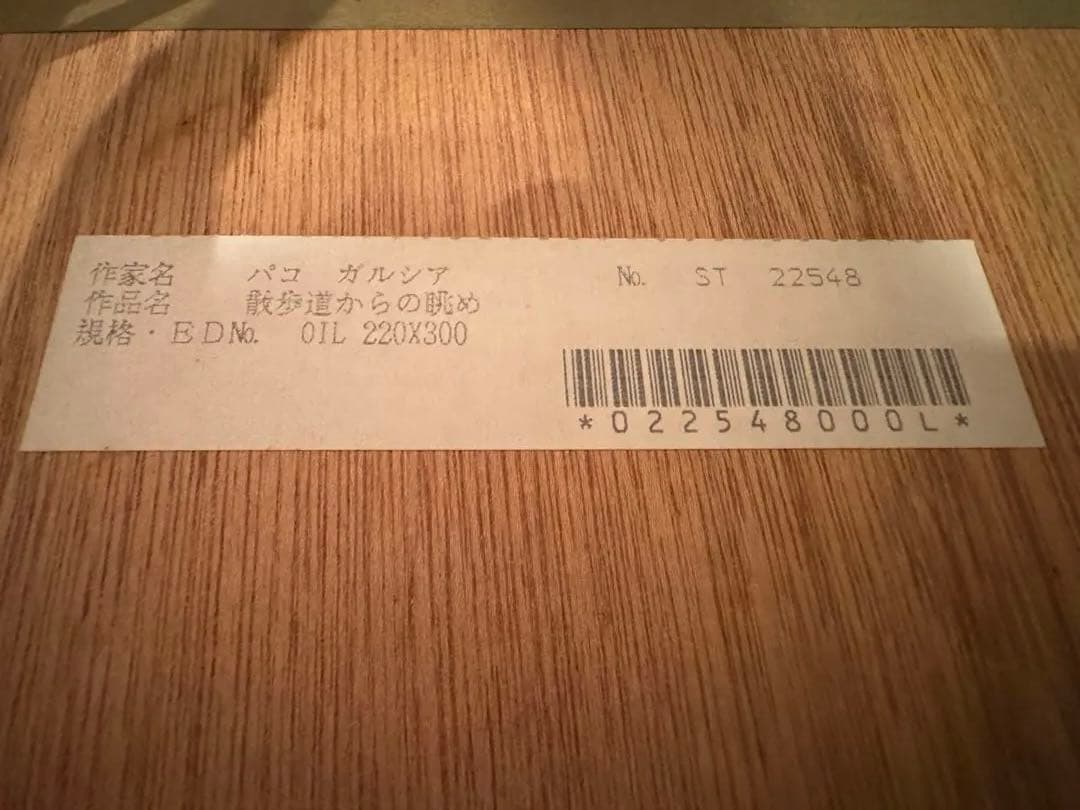 作家名 パコ ガルシア No. ST 22548
作品名 散歩道からの眺め
規格・ED№. OIL 220X300
*022548000L*